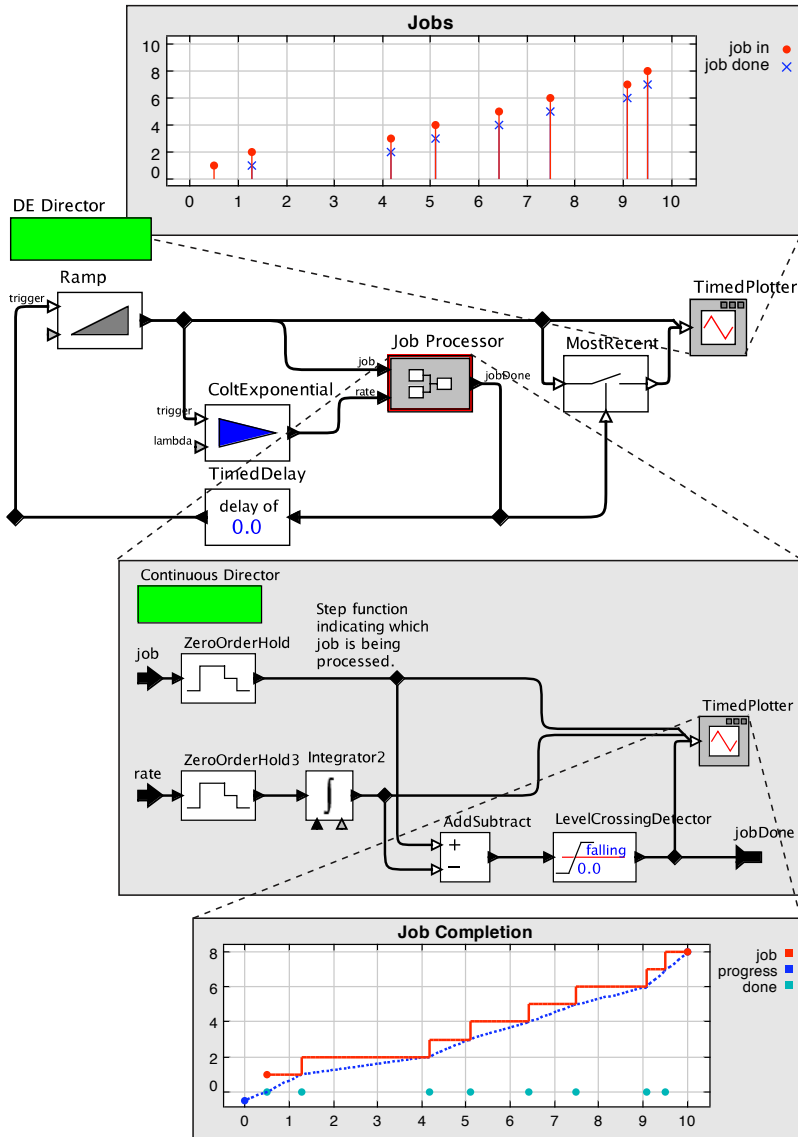 Jobs
10
8
6
4
2
0
0 1 2 3 4 5 6 7 8 9 10
job in
job done
DE Director
Ramp
trigger
TimedPlotter
Job Processor
MostRecent
job
rate
jobDone
ColtExponential
trigger
lambda
TimedDelay
delay of
0.0
Continuous Director
Step function
indicating which
job is being
processed.
job
ZeroOrderHold
TimedPlotter
rate
ZeroOrderHold3
Integrator2
∫
AddSubtract
+
−
LevelCrossingDetector
falling
0.0
jobDone
Job Completion
8
6
4
2
0
0 1 2 3 4 5 6 7 8 9 10
job
progress
done